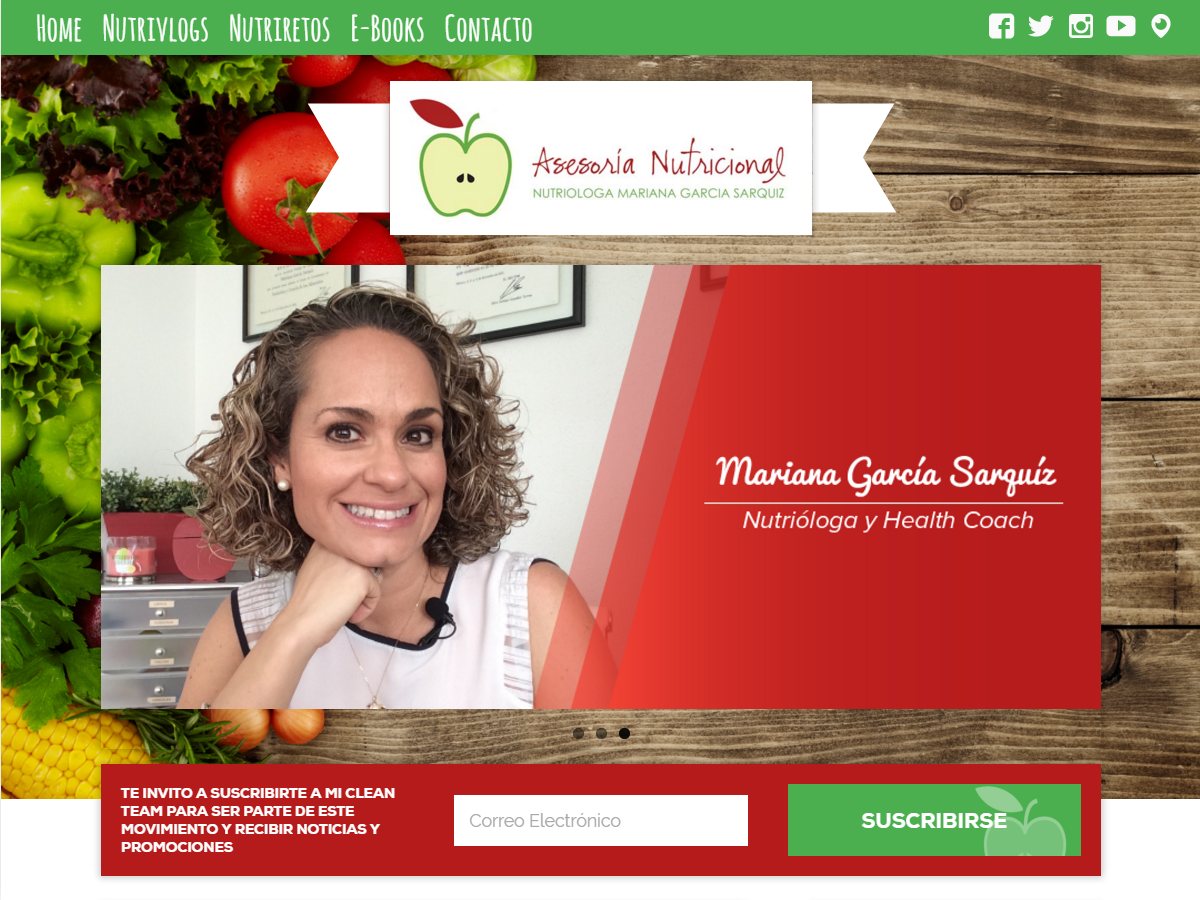 Home Nutrivlogs Nutriretos E-Books Contacto
Asesoría Nutricional
NUTRIOLOGA MARIANA GARCIA SARQUIZ
Mariana García Sarquíz
Nutrióloga y Health Coach
TE INVITO A SUSCRIBIRTE A MI CLEAN
TEAM PARA SER PARTE DE ESTE
MOVIMIENTO Y RECIBIR NOTICIAS Y
PROMOCIONES
Correo Electrónico
SUSCRIBIRSE